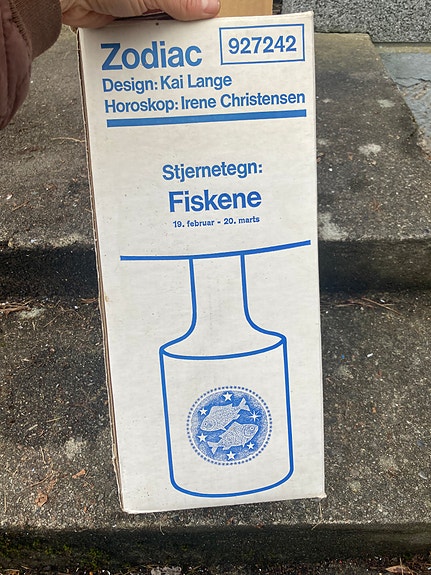 Zodiac
927242
Design: Kai Lange
Horoskop: Irene Christensen
Stjernetegn:
Fiskene
19. februar - 20. marts